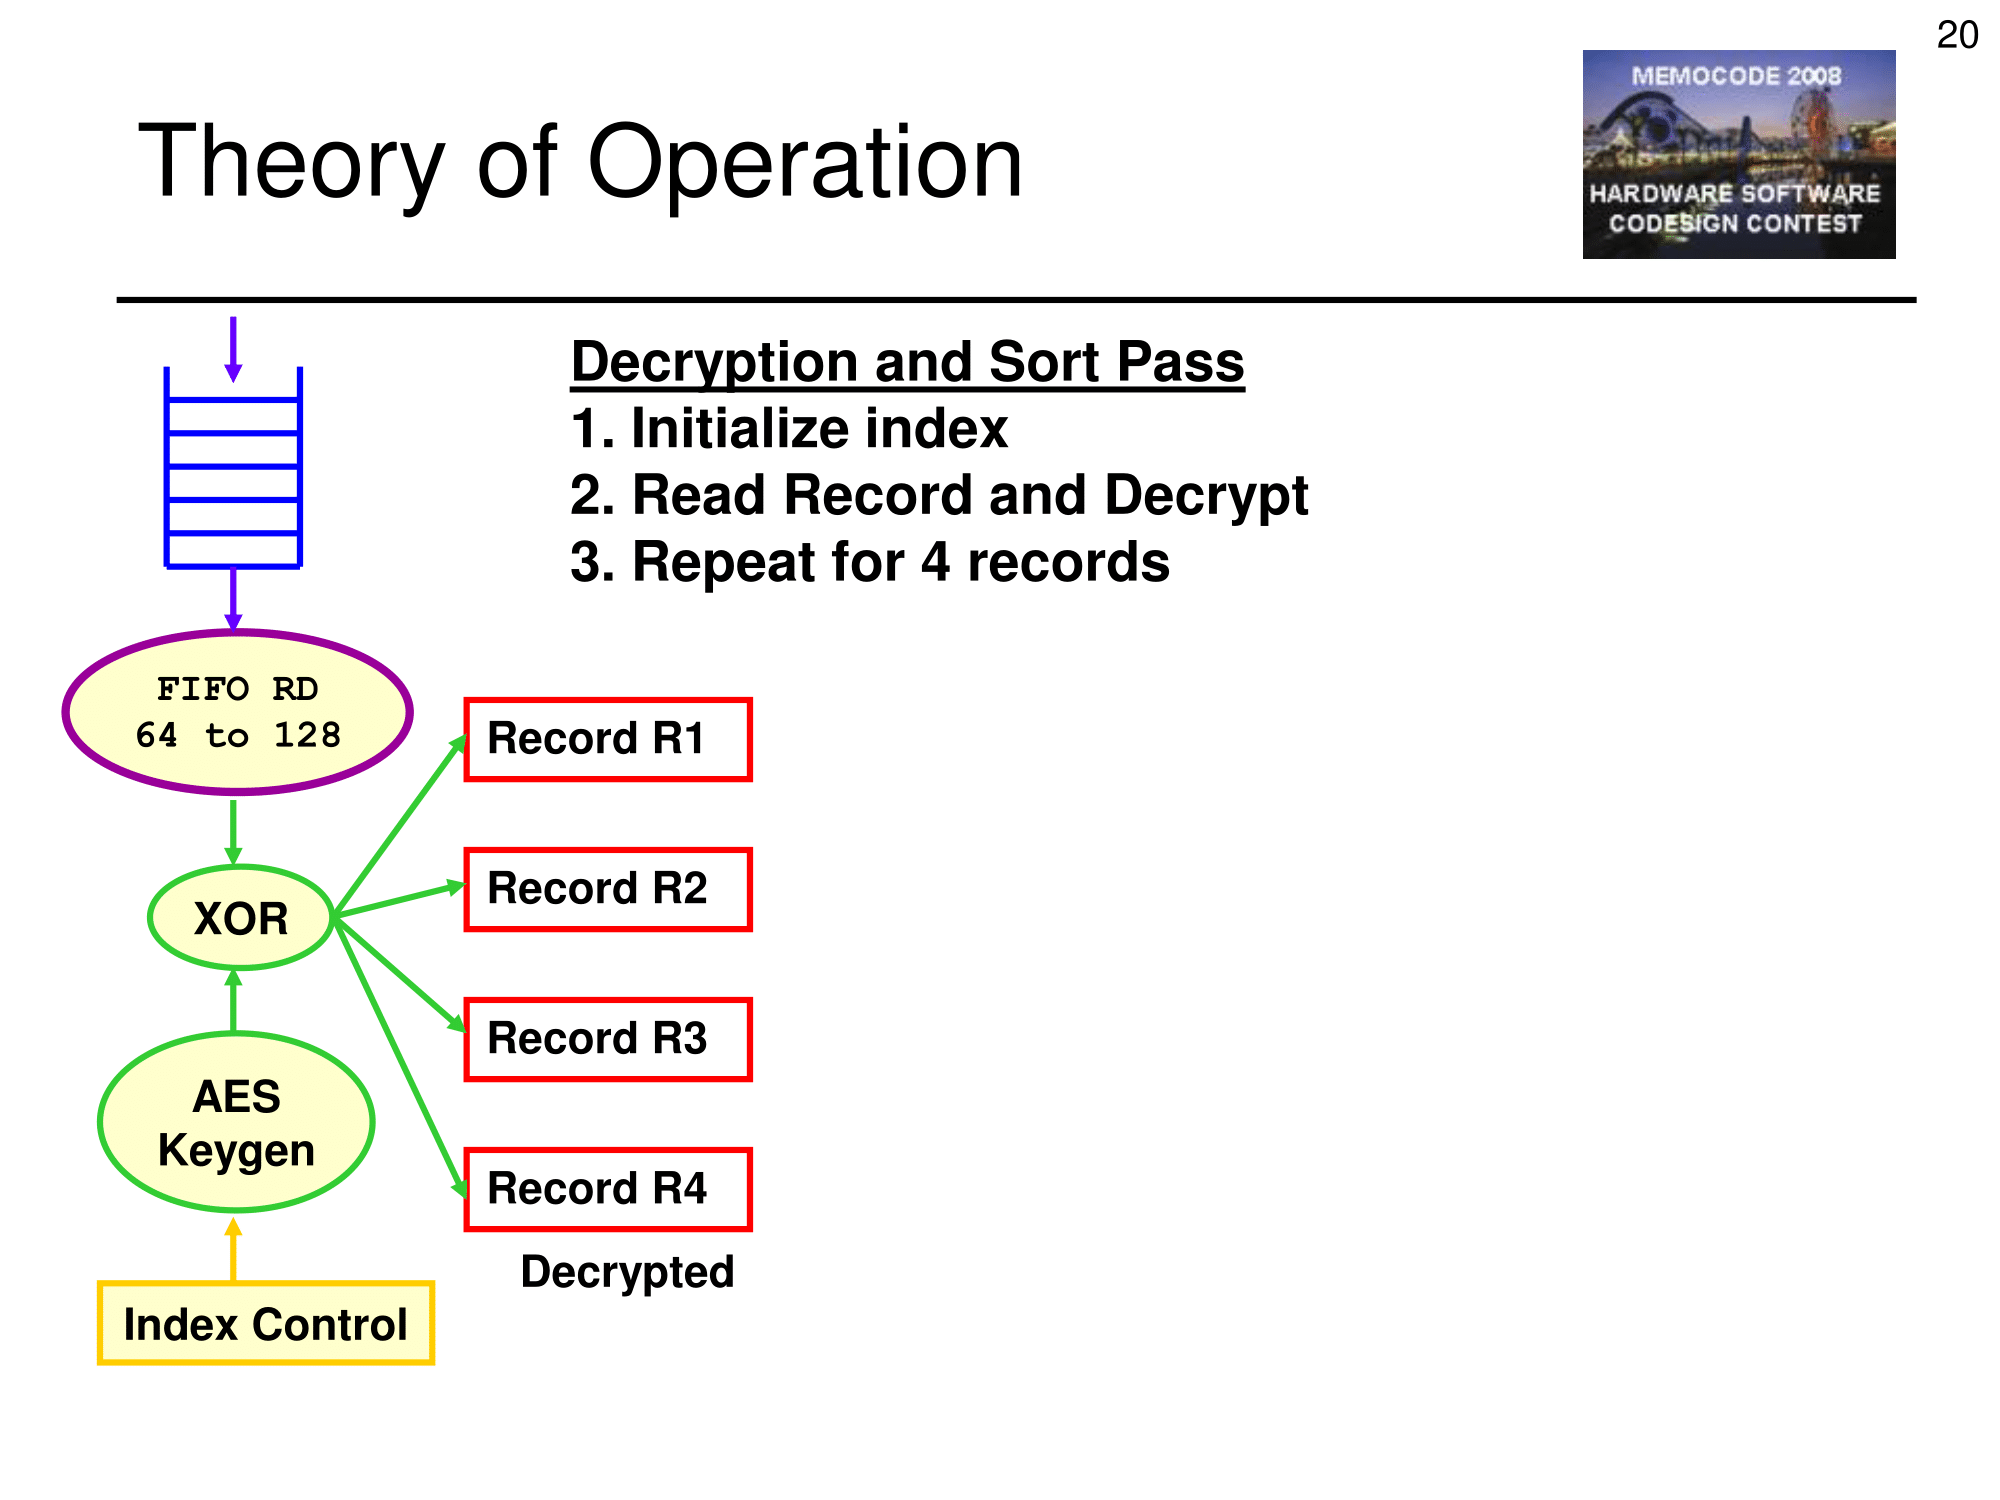 20
MEMOCODE 2008
HARDWARE SOFTWARE
CODESIGN CONTEST
Theory of Operation
Decryption and Sort Pass
1. Initialize index
2. Read Record and Decrypt
3. Repeat for 4 records
FIFO RD
64 to 128
XOR
AES
Keygen
Index Control
Record R1
Record R2
Record R3
Record R4
Decrypted